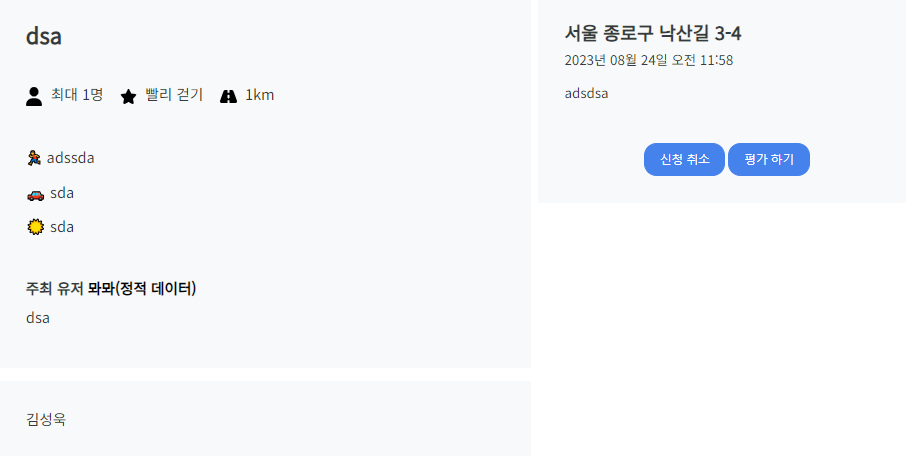 dsa
최대 1명 빨리 걷기 1km
adssda
sda
sda
주최 유저 뫄뫄(정적 데이터)
dsa
김성욱
서울 종로구 낙산길 3-4
2023년 08월 24일 오전 11:58
adsdsa
신청 취소 평가 하기